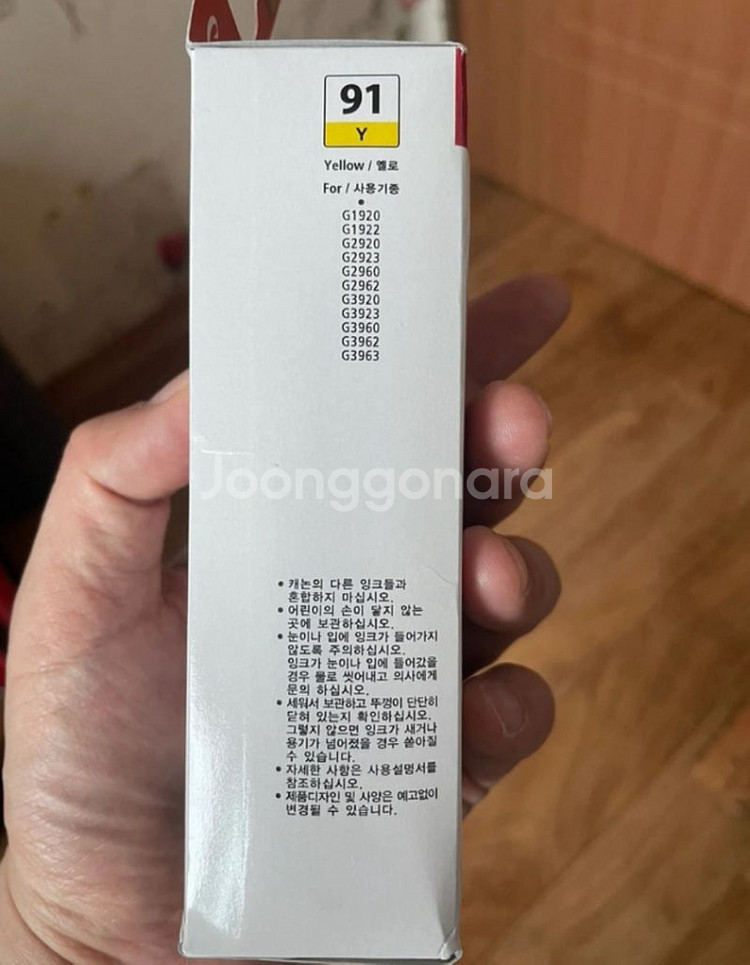 91
Y
Yellow / 옐로
For / 사용기종
G1920
G1922
G2920
G2923
G2960
G2962
G3920
G3923
G3960
G3962
G3963
Joonggonara
• 캐논의 다른 잉크들과
혼합하지 마십시오.
• 어린이의 손이 닿지 않는
곳에 보관하십시오.
• 눈이나 입에 잉크가 들어가지
않도록 주의하십시오.
잉크가 눈이나 입에 들어갔을
경우 물로 씻어내고 의사에게
문의 하십시오.
• 세워서 보관하고 뚜껑이 단단히
닫혀 있는지 확인하십시오.
그렇지 않으면 잉크가 새거나
용기가 넘어졌을 경우 쏟아질
수 있습니다.
• 자세한 사항은 사용설명서를
참조하십시오.
• 제품디자인 및 사양은 예고없이
변경될 수 있습니다.